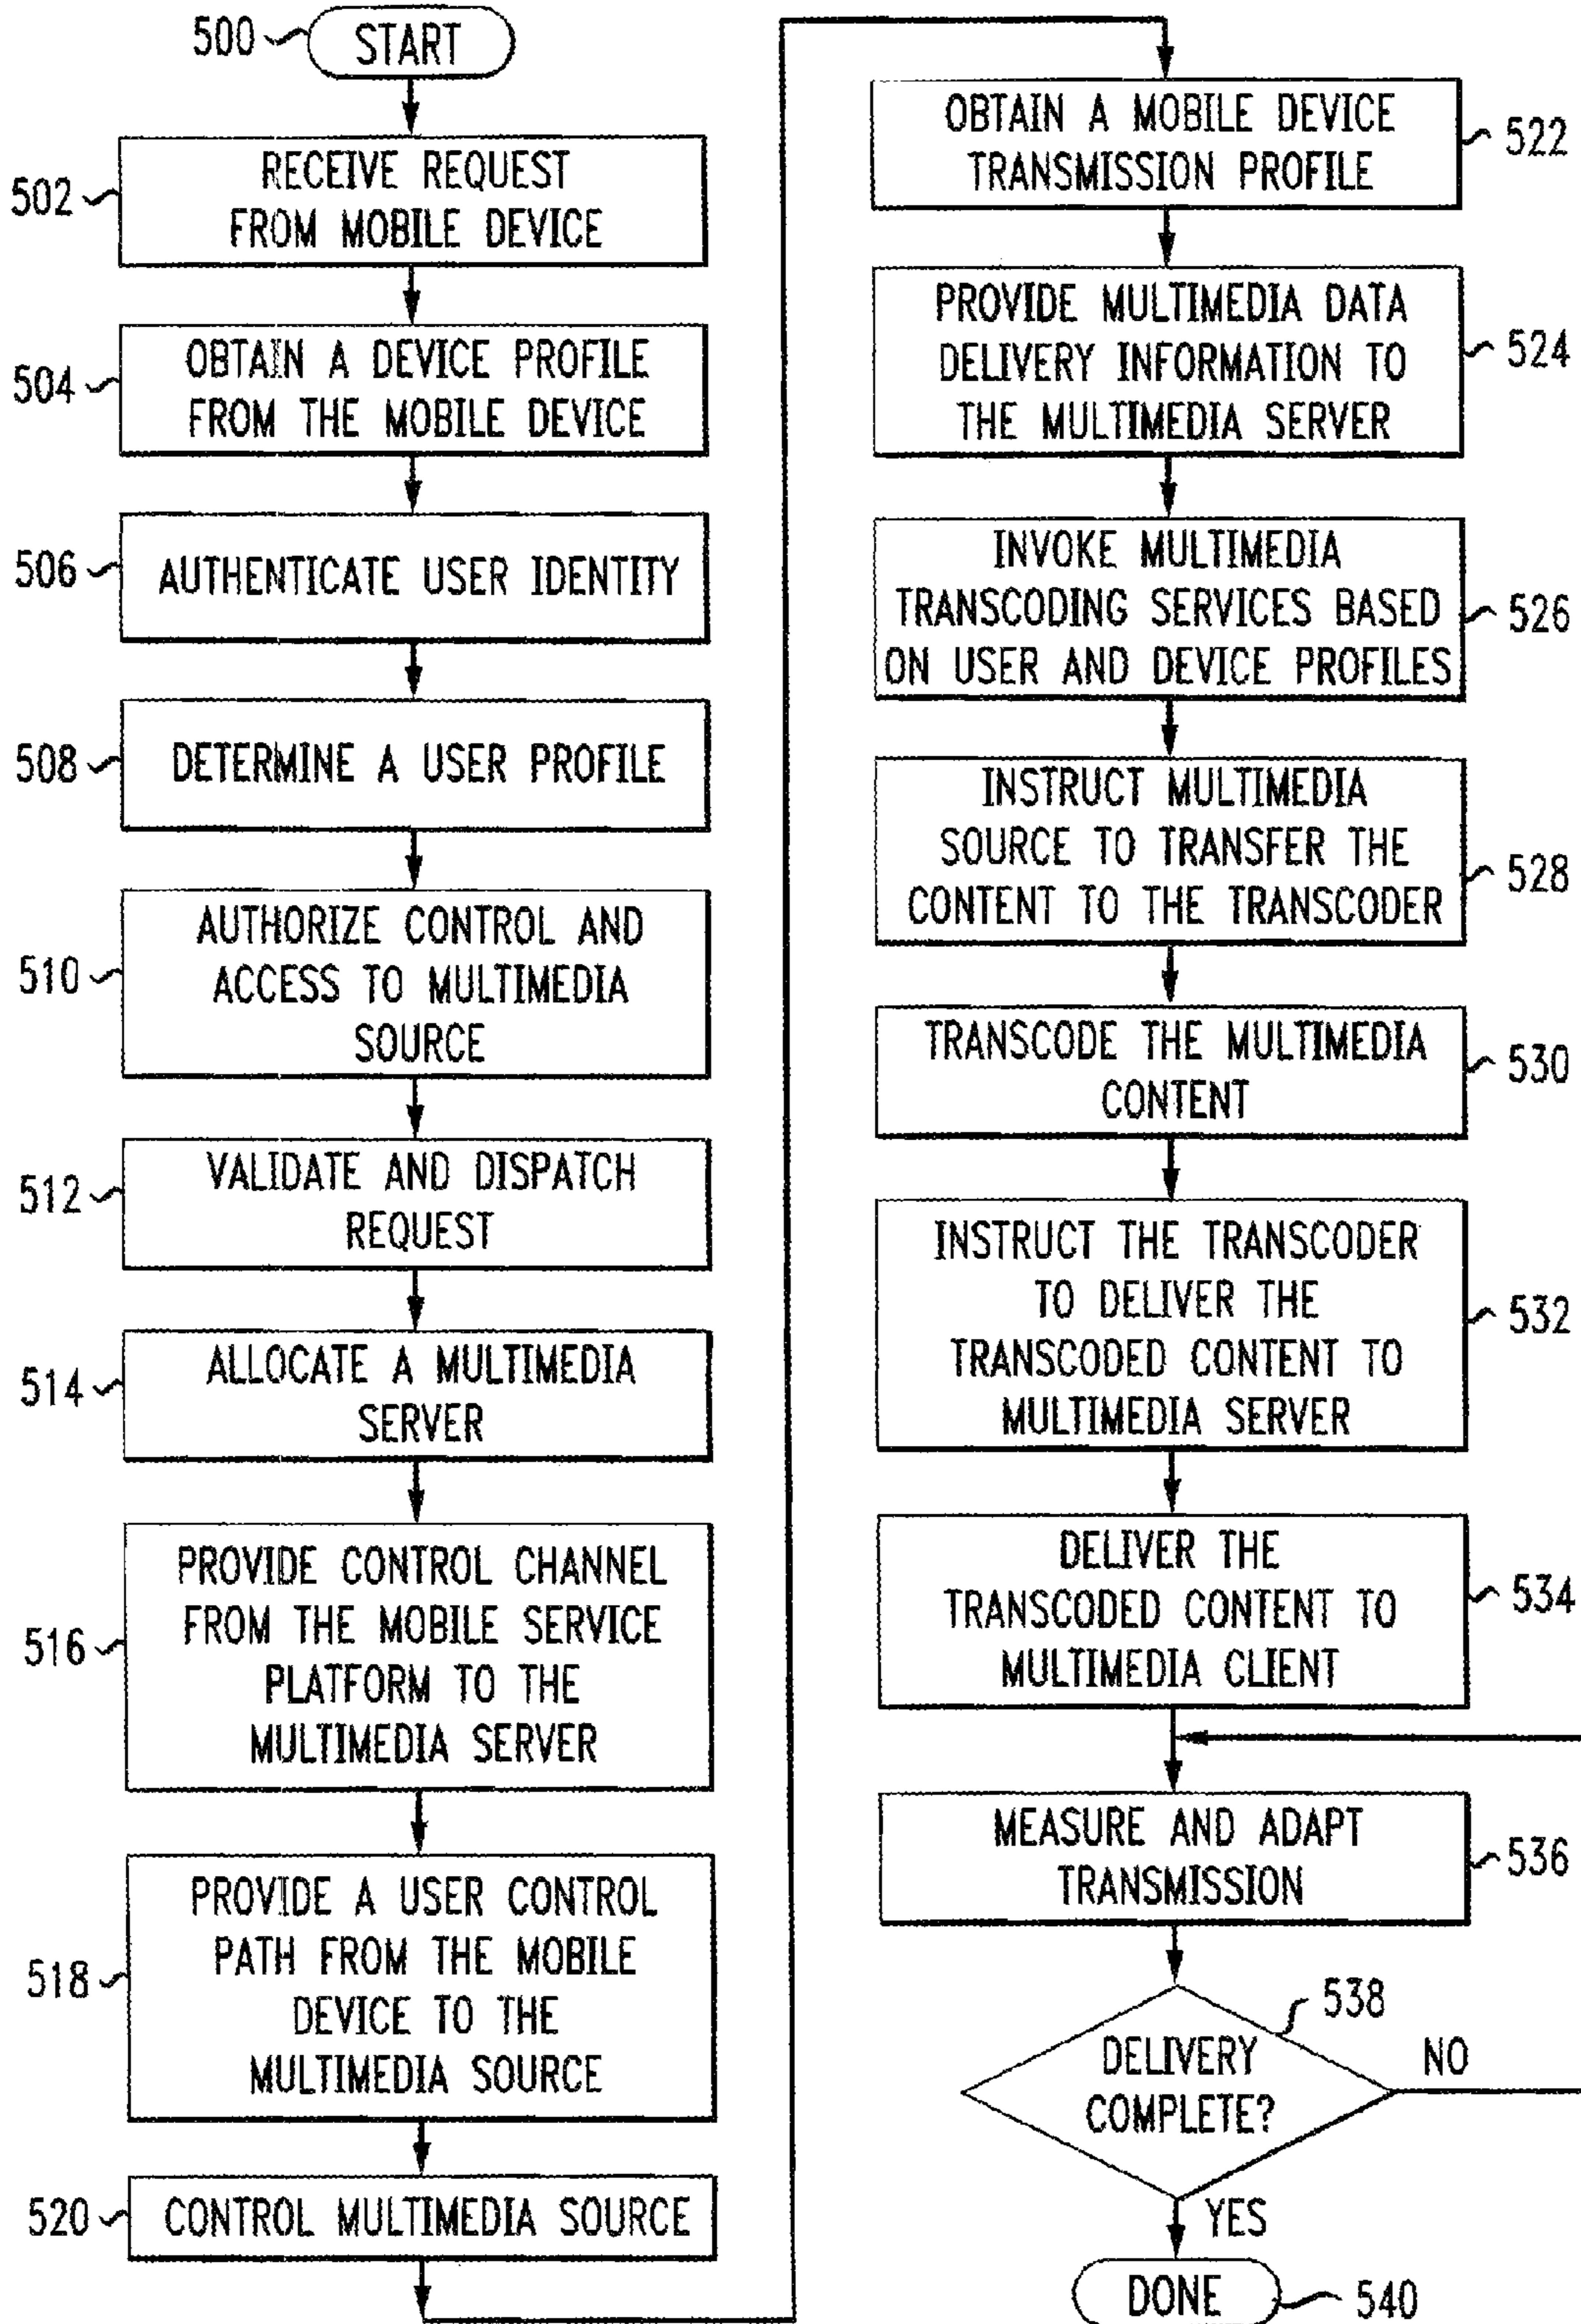 500
START
502
RECEIVE REQUEST
FROM MOBILE DEVICE
504
OBTAIN A DEVICE PROFILE
FROM THE MOBILE DEVICE
506
AUTHENTICATE USER IDENTITY
508
DETERMINE A USER PROFILE
510
AUTHORIZE CONTROL AND
ACCESS TO MULTIMEDIA
SOURCE
512
VALIDATE AND DISPATCH
REQUEST
514
ALLOCATE A MULTIMEDIA
SERVER
516
PROVIDE CONTROL CHANNEL
FROM THE MOBILE SERVICE
PLATFORM TO THE
MULTIMEDIA SERVER
518
PROVIDE A USER CONTROL
PATH FROM THE MOBILE
DEVICE TO THE
MULTIMEDIA SOURCE
520
CONTROL MULTIMEDIA SOURCE
OBTAIN A MOBILE DEVICE
TRANSMISSION PROFILE
522
PROVIDE MULTIMEDIA DATA
DELIVERY INFORMATION TO
THE MULTIMEDIA SERVER
524
INVOKE MULTIMEDIA
TRANSCODING SERVICES BASED
ON USER AND DEVICE PROFILES
526
INSTRUCT MULTIMEDIA
SOURCE TO TRANSFER THE
CONTENT TO THE TRANSCODER
528
TRANSCODE THE MULTIMEDIA
CONTENT
530
INSTRUCT THE TRANSCODER
TO DELIVER THE
TRANSCODED CONTENT TO
MULTIMEDIA SERVER
532
DELIVER THE
TRANSCODED CONTENT TO
MULTIMEDIA CLIENT
534
MEASURE AND ADAPT
TRANSMISSION
536
538
DELIVERY
COMPLETE?
NO
YES
DONE
540